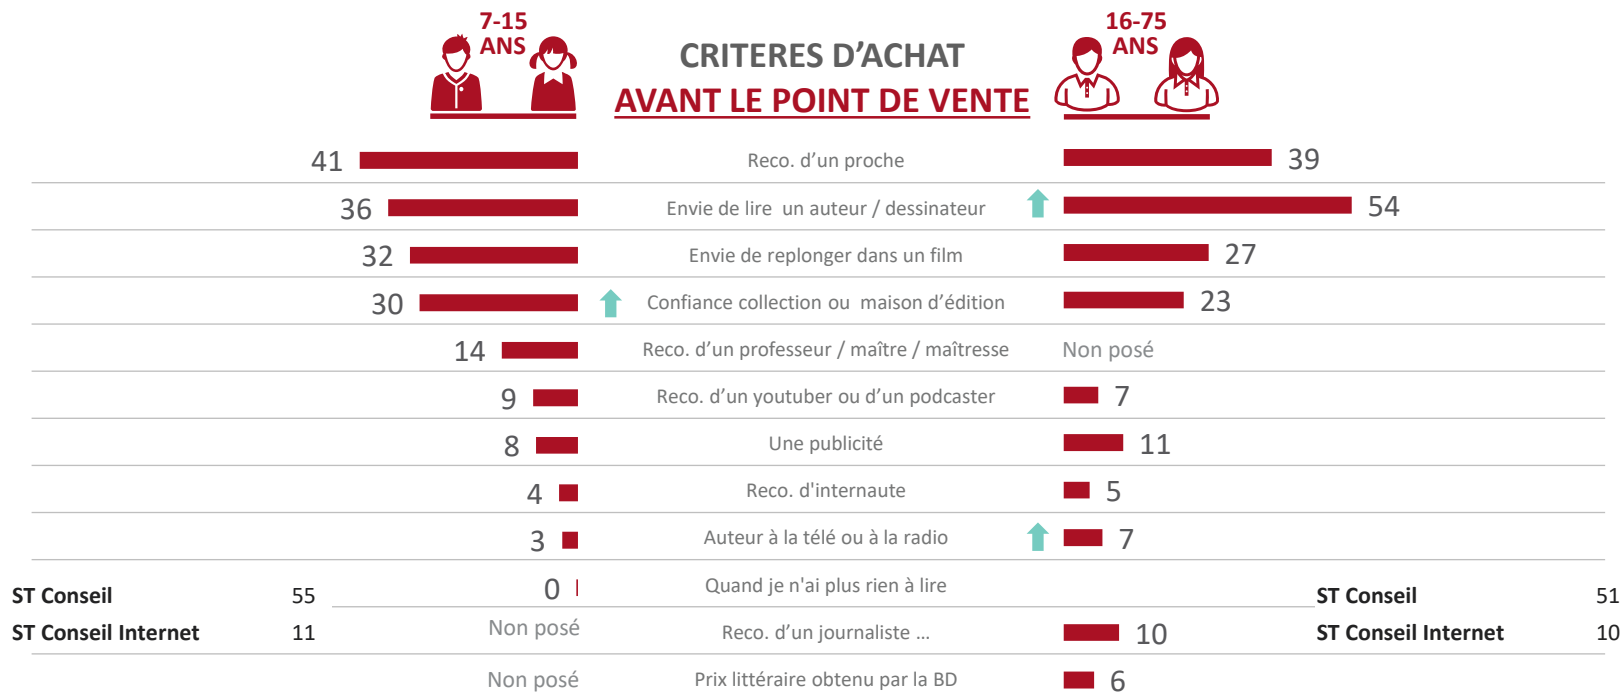 7-15
ANS
CRITERES D'ACHAT
AVANT LE POINT DE VENTE
16-75
ANS
41 Reco. d'un proche 39
36 Envie de lire un auteur / dessinateur 54
32 Envie de replonger dans un film 27
30 Confiance collection ou maison d'édition 23
14 Reco. d'un professeur / maître / maîtresse Non posé
9 Reco. d'un youtuber ou d'un podcaster 7
8 Une publicité 11
4 Reco. d'internaute 5
3 Auteur à la télé ou à la radio 7
0 Quand je n'ai plus rien à lire
ST Conseil 55
ST Conseil 51
ST Conseil Internet 11 Non posé Reco. d'un journaliste ... 10 ST Conseil Internet 10
Non posé Prix littéraire obtenu par la BD 6